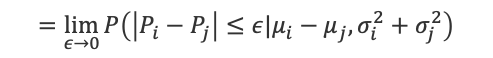 = lim_{ϵ→0} P(|P_i − P_j| ≤ ϵ|μ_i − μ_j, σ_i^2 + σ_j^2)